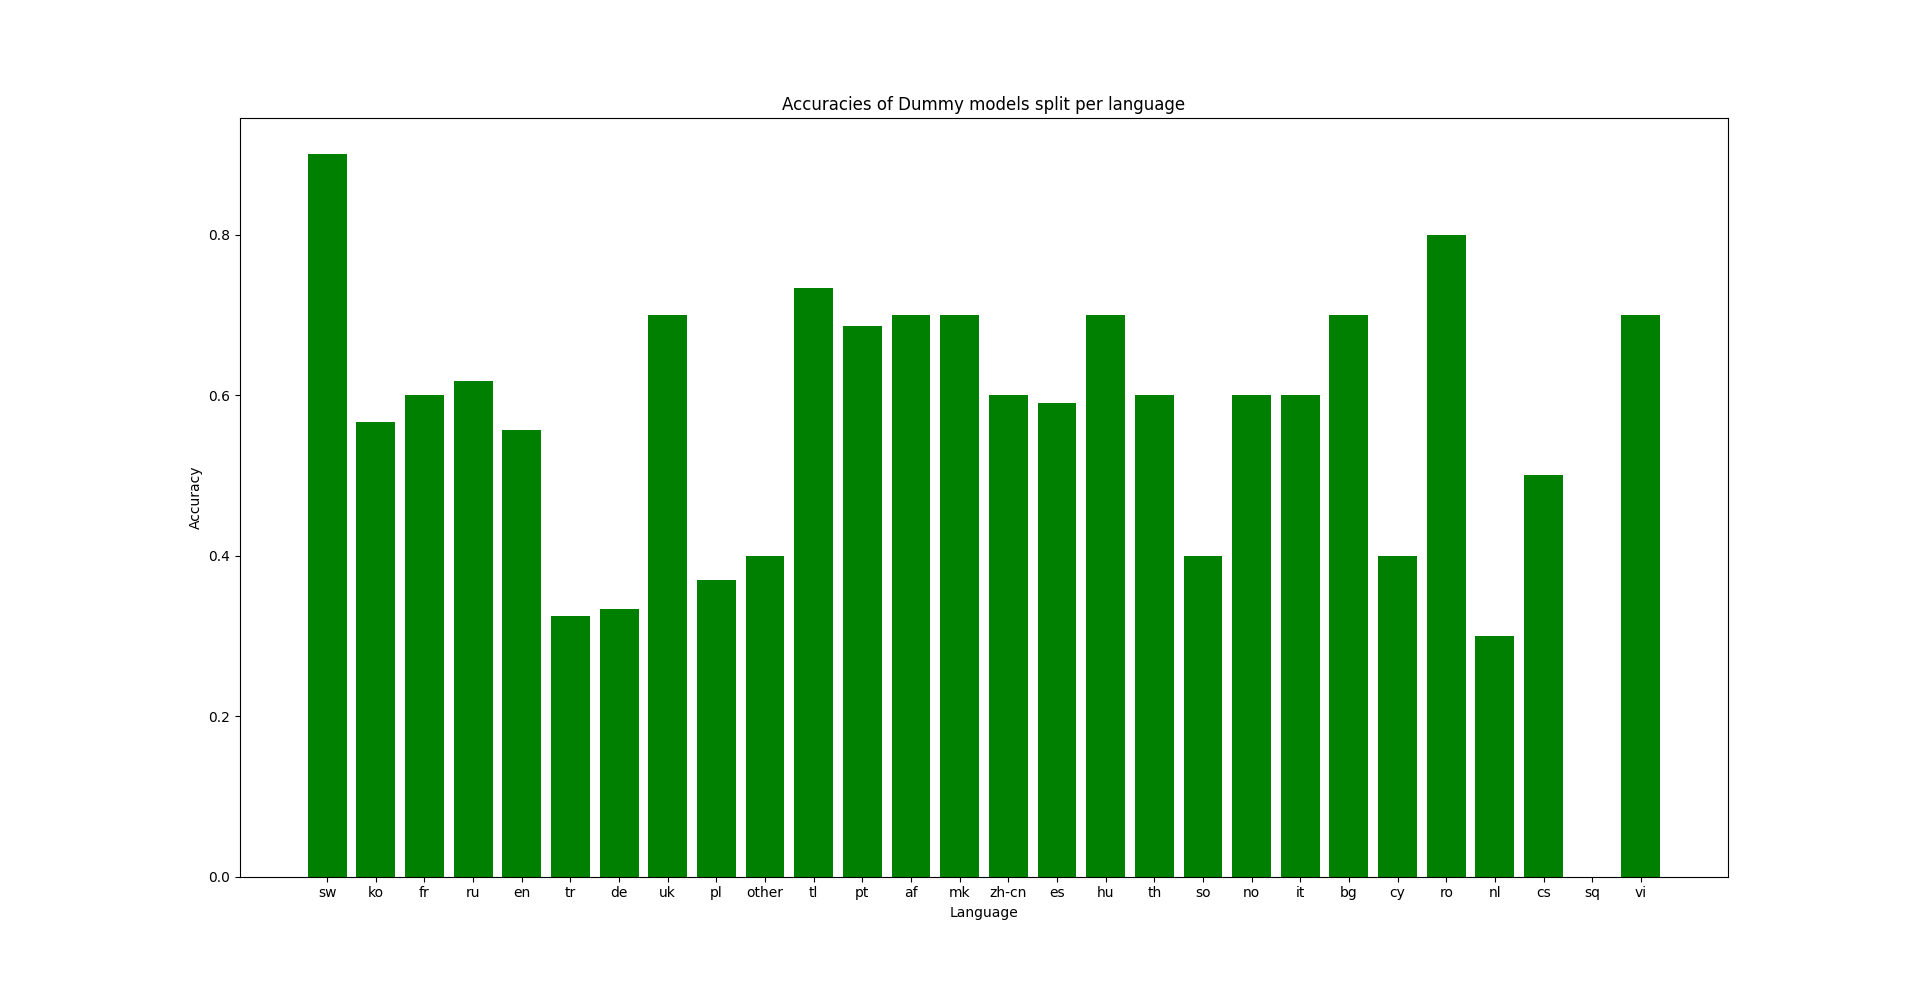 Accuracies of Dummy models split per language
Accuracy
0.8
0.6
0.4
0.2
0.0
sw ko fr ru en tr de uk pl other tl pt af mk zh-cn es hu th so no it bg cy ro nl cs sq vi
Language